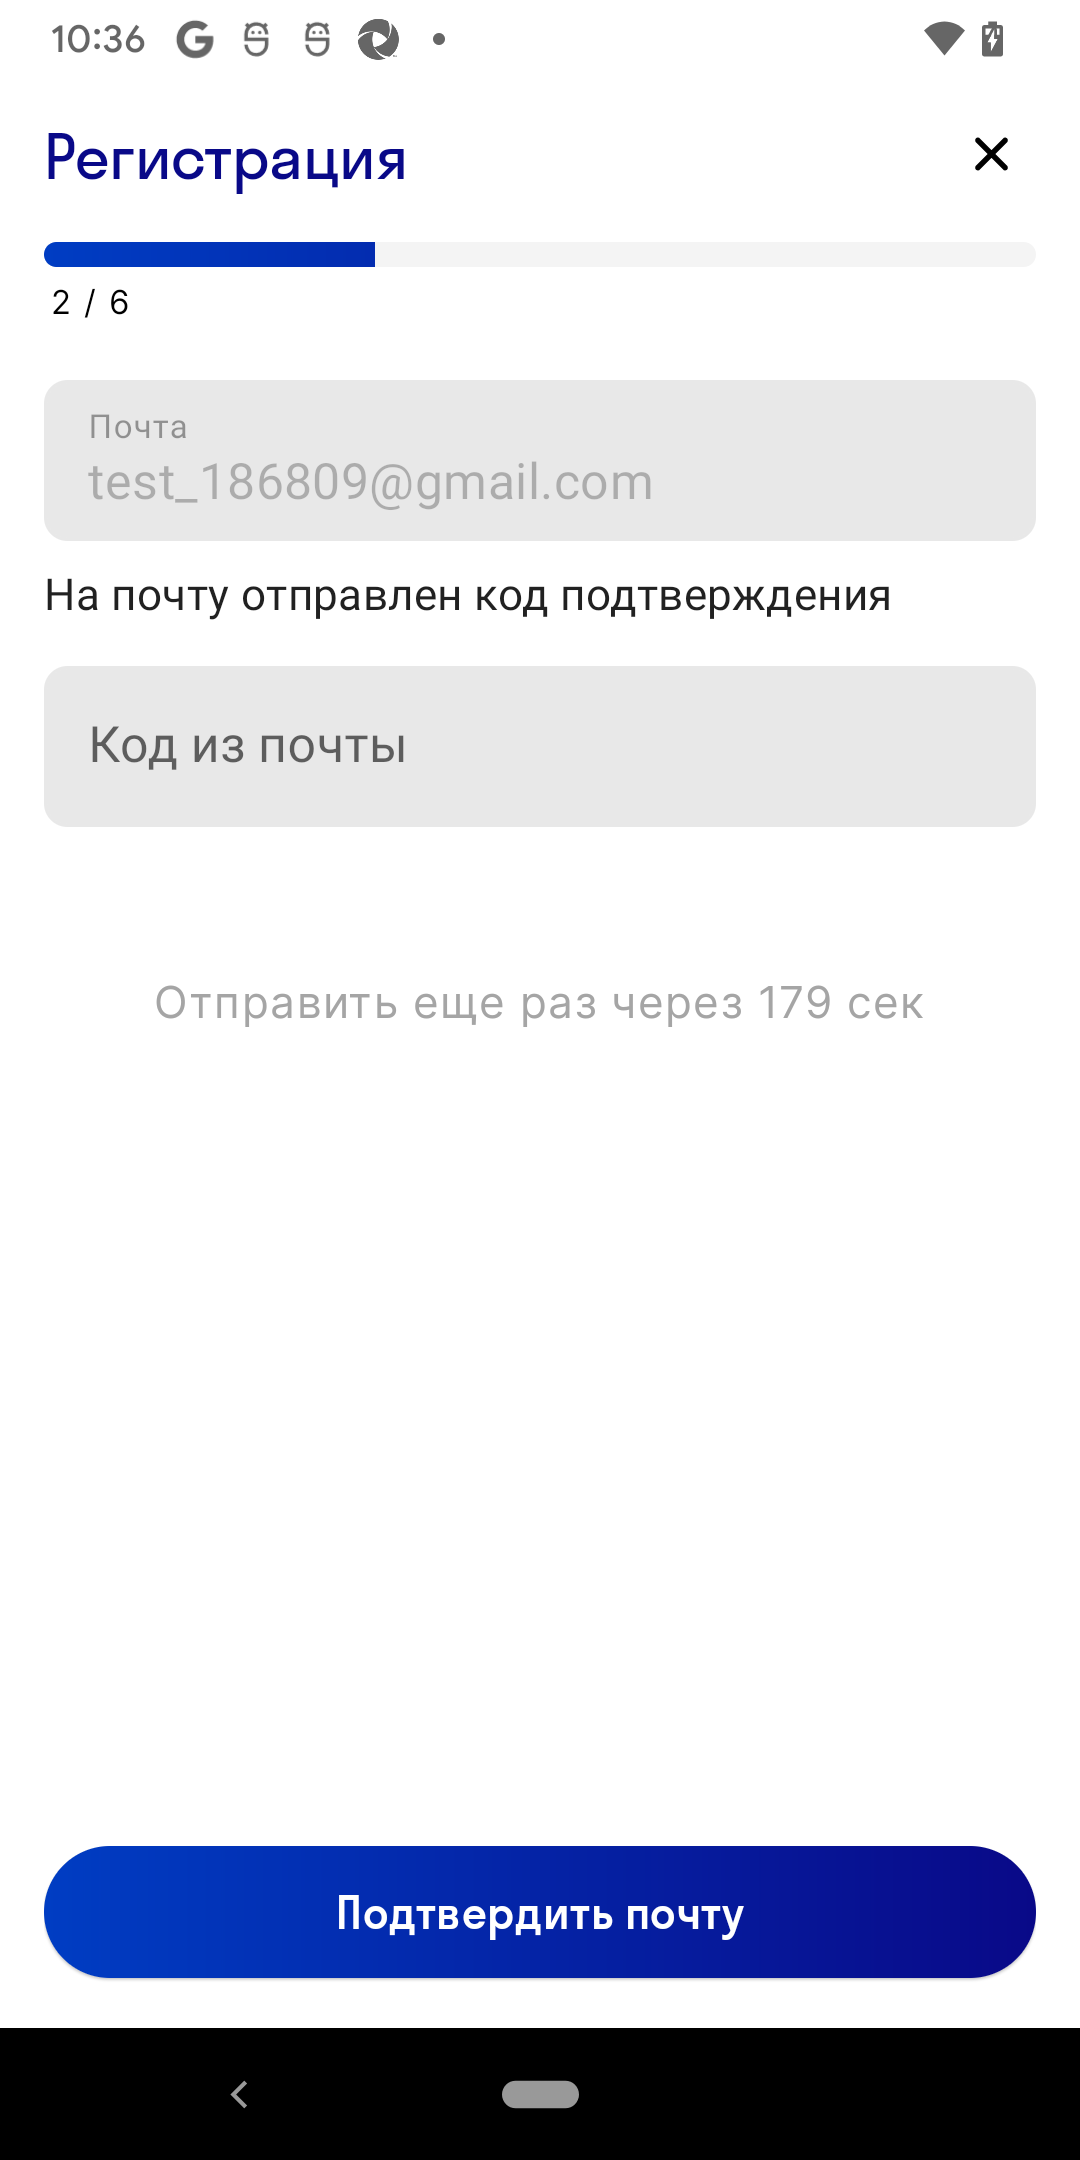 10:36
Регистрация
2 / 6
Почта
test_186809@gmail.com
На почту отправлен код подтверждения
Код из почты
Отправить еще раз через 179 сек
Подтвердить почту